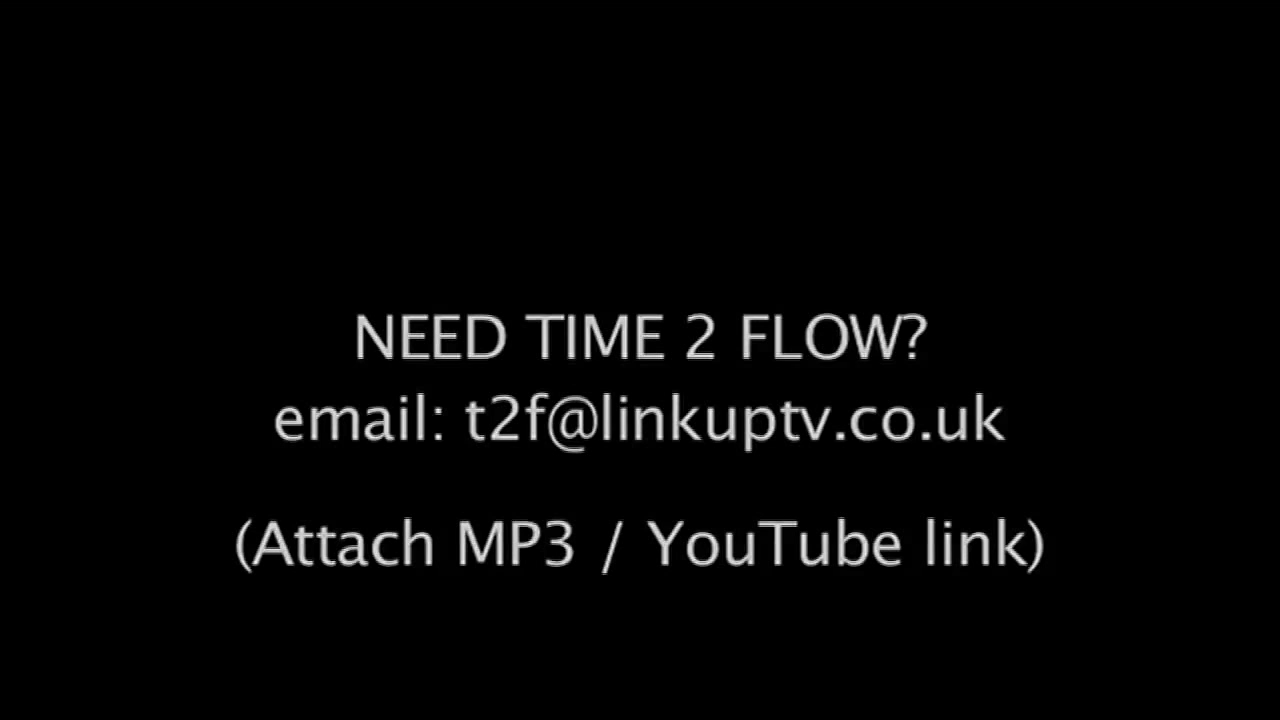 NEED TIME 2 FLOW?
email: t2f@linkuptv.co.uk
(Attach MP3 / YouTube link)